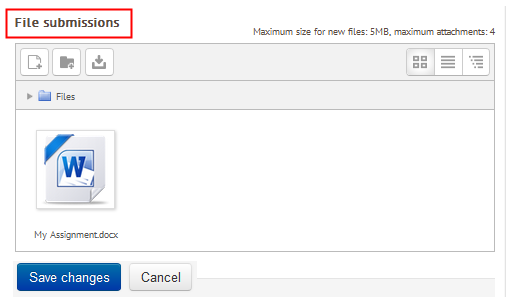 File submissions
Maximum size for new files: 5MB, maximum attachments: 4
Files
W
My Assignment.docx
Save changes
Cancel